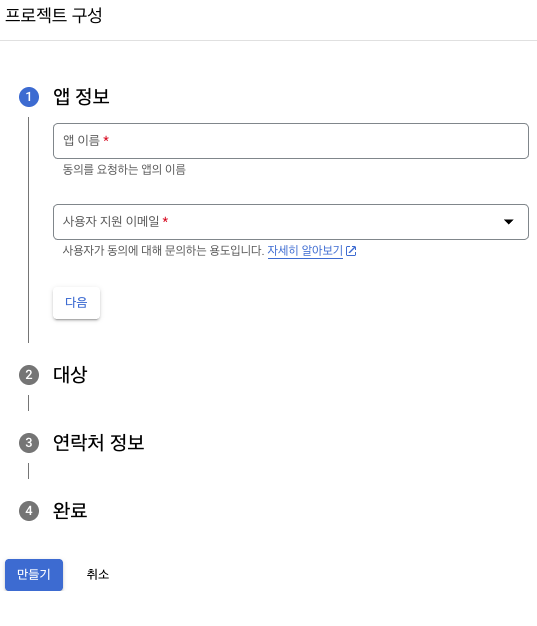 프로젝트 구성
1 앱 정보
앱 이름 *
동의를 요청하는 앱의 이름
사용자 지원 이메일 *
사용자가 동의에 대해 문의하는 용도입니다. 자세히 알아보기
다음
2 대상
3 연락처 정보
4 완료
만들기 취소